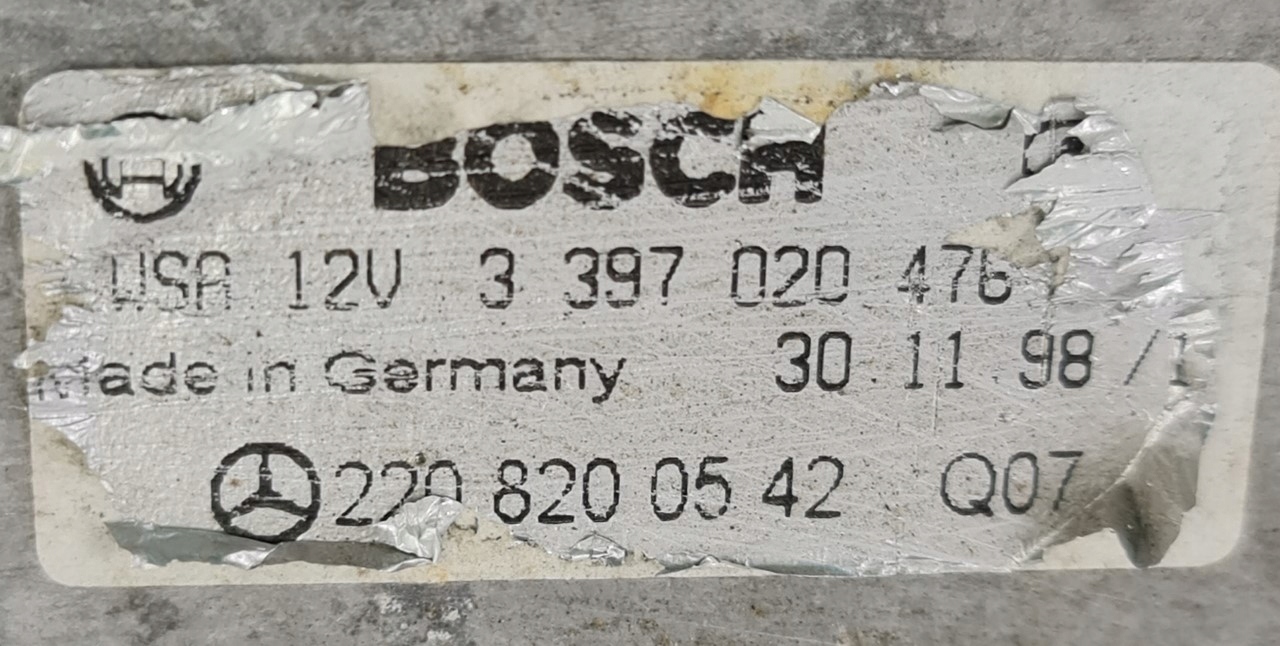 BOSCH
USA 12V 3 397 020 476
Made in Germany 30.11.98 /1
220 820 05 42 Q07